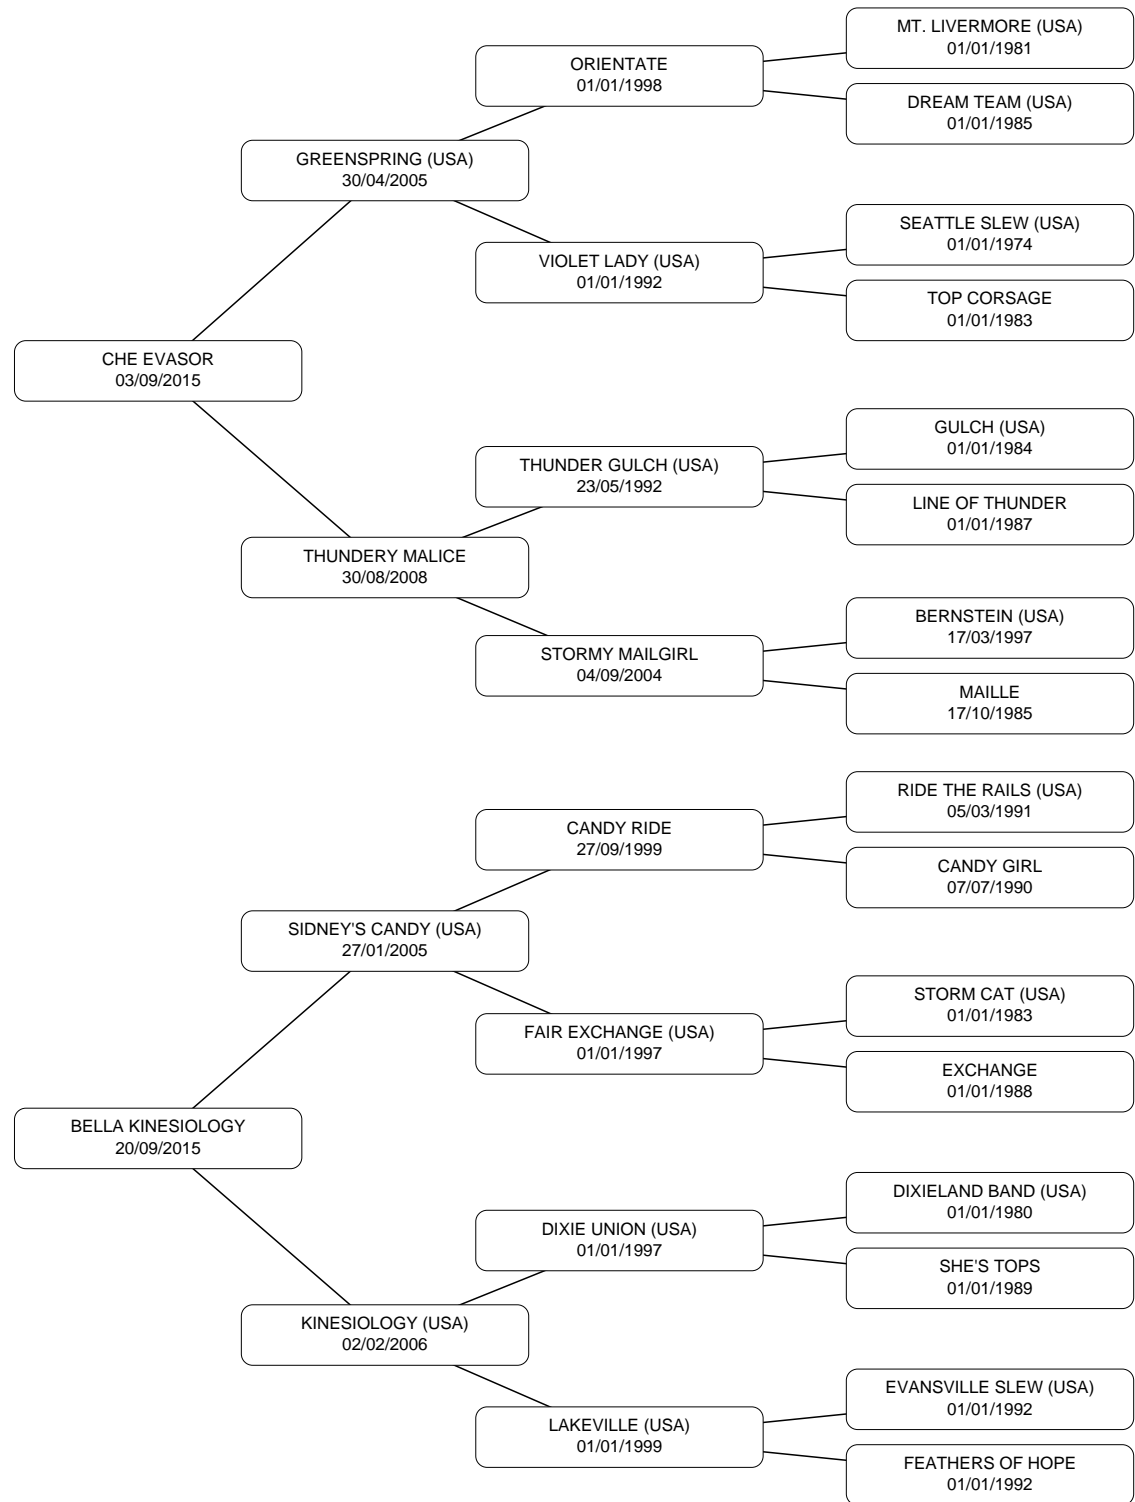 MT. LIVERMORE (USA)
01/01/1981
ORIENTATE
01/01/1998
DREAM TEAM (USA)
01/01/1985
GREENSPRING (USA)
30/04/2005
SEATTLE SLEW (USA)
01/01/1974
VIOLET LADY (USA)
01/01/1992
TOP CORSAGE
01/01/1983
CHE EVASOR
03/09/2015
GULCH (USA)
01/01/1984
THUNDER GULCH (USA)
23/05/1992
LINE OF THUNDER
01/01/1987
THUNDERY MALICE
30/08/2008
BERNSTEIN (USA)
17/03/1997
STORMY MAILGIRL
04/09/2004
MAILLE
17/10/1985
RIDE THE RAILS (USA)
05/03/1991
CANDY RIDE
27/09/1999
CANDY GIRL
07/07/1990
SIDNEY'S CANDY (USA)
27/01/2005
STORM CAT (USA)
01/01/1983
FAIR EXCHANGE (USA)
01/01/1997
EXCHANGE
01/01/1988
BELLA KINESIOLOGY
20/09/2015
DIXIELAND BAND (USA)
01/01/1980
DIXIE UNION (USA)
01/01/1997
SHE'S TOPS
01/01/1989
KINESIOLOGY (USA)
02/02/2006
EVANSVILLE SLEW (USA)
01/01/1992
LAKEVILLE (USA)
01/01/1999
FEATHERS OF HOPE
01/01/1992